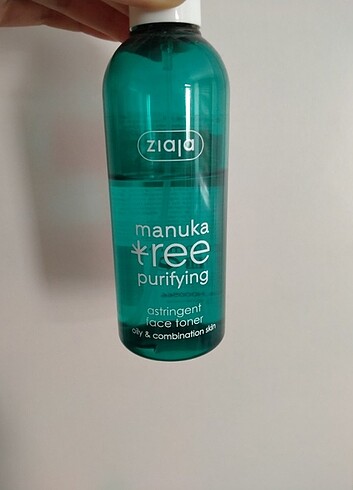 ziaja
manuka
tree
purifying
astringent
face toner
oily & combination skin